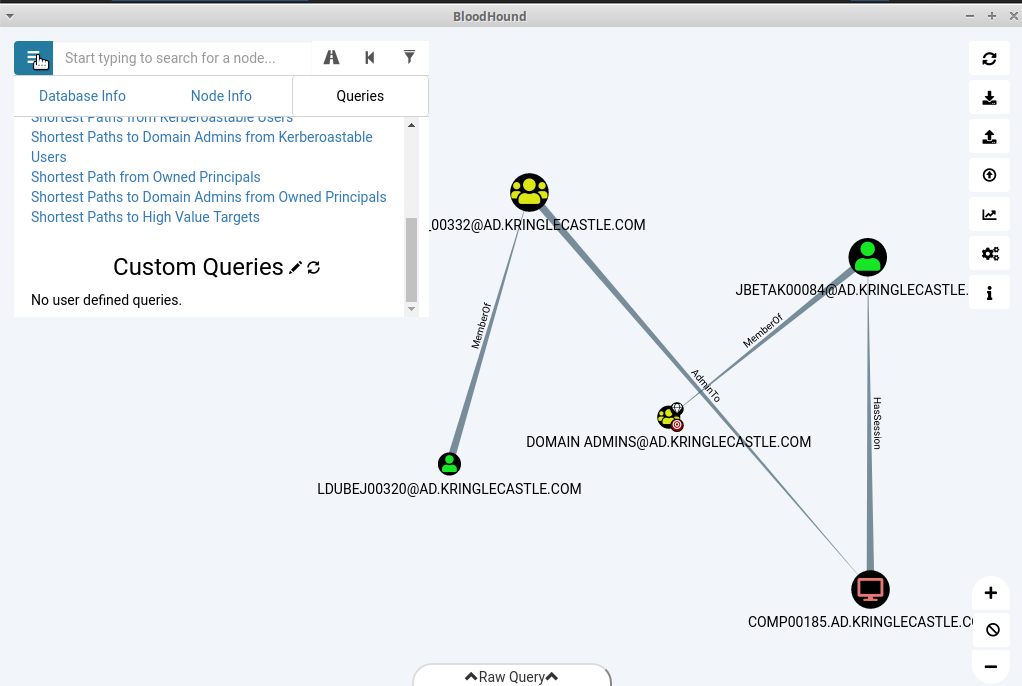 BloodHound
Start typing to search for a node...
Database Info
Node Info
Queries
Shortest Paths from Kerberoastable Users
Shortest Paths to Domain Admins from Kerberoastable
Users
Shortest Path from Owned Principals
Shortest Paths to Domain Admins from Owned Principals
Shortest Paths to High Value Targets
Custom Queries
No user defined queries.
_00332@AD.KRINGLECASTLE.COM
JBETAK00084@AD.KRINGLECASTLE.
MemberOf
MemberOf
AdminTo
HasSession
DOMAIN ADMINS@AD.KRINGLECASTLE.COM
LDUBEJ00320@AD.KRINGLECASTLE.COM
COMP00185.AD.KRINGLECASTLE.CO
Raw Query